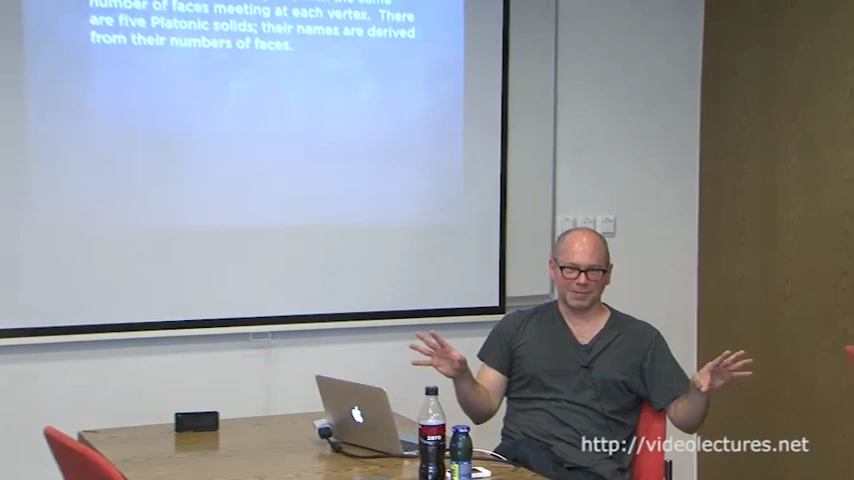 number of faces meeting at each vertex. There
are five Platonic solids; their names are derived
from their numbers of faces.
zero
http://videolectures.net